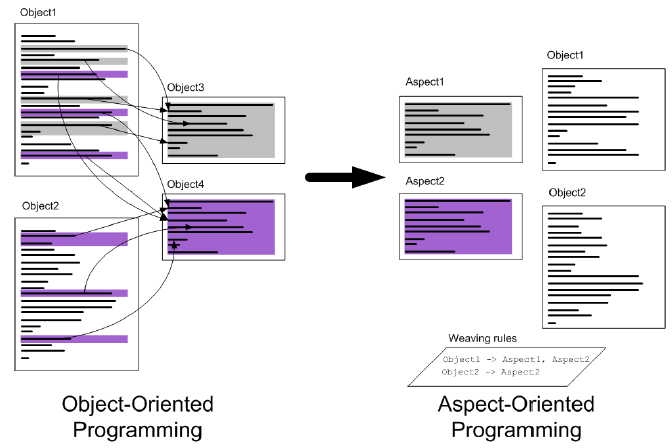 Object1
Object3
Object4
Object2
Object-Oriented
Programming
Aspect1
Object1
Aspect2
Object2
Weaving rules
Object1 -> Aspect1, Aspect2
Object2 -> Aspect2
Aspect-Oriented
Programming